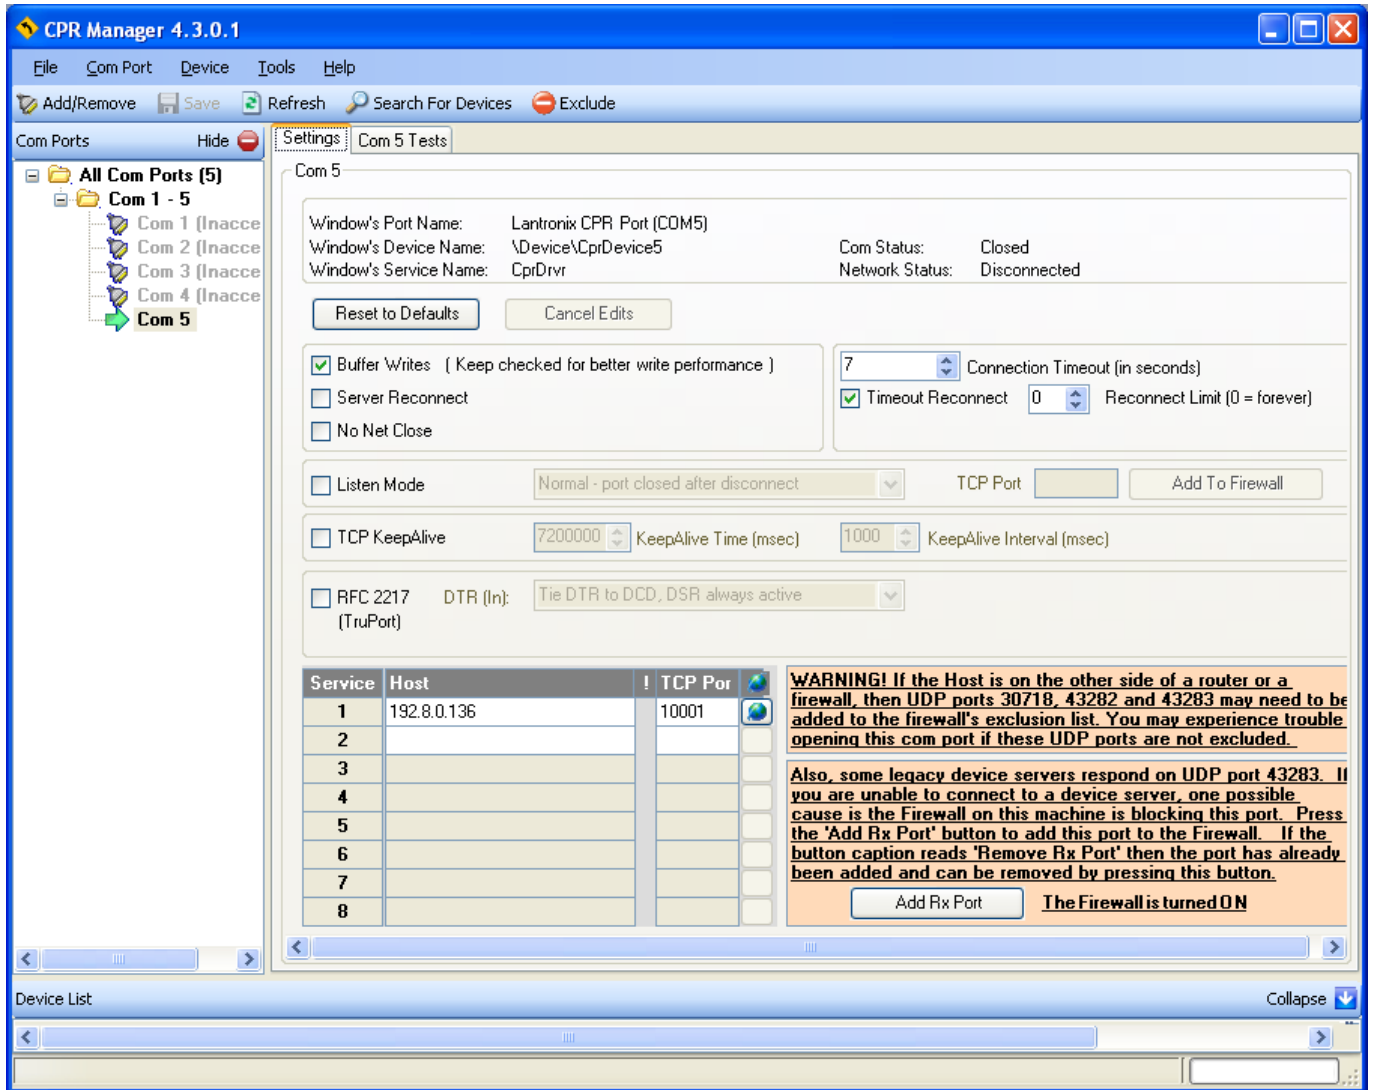 CPR Manager 4.3.0.1
File Com Port Device Tools Help
Add/Remove Save Refresh Search For Devices Exclude
Com Ports Hide
Settings Com 5 Tests
All Com Ports (5)
Com 1 - 5
Com 1 (Inacce
Com 2 (Inacce
Com 3 (Inacce
Com 4 (Inacce
Com 5
Com 5
Window's Port Name: Lantronix CPR Port (COM5)
Window's Device Name: \Device\CprDevice5 Com Status: Closed
Window's Service Name: CprDrvr Network Status: Disconnected
Reset to Defaults Cancel Edits
Buffer Writes ( Keep checked for better write performance )
Server Reconnect
No Net Close
7 Connection Timeout (in seconds)
Timeout Reconnect 0 Reconnect Limit (0 = forever)
Listen Mode Normal - port closed after disconnect TCP Port Add To Firewall
TCP KeepAlive 7200000 KeepAlive Time (msec) 1000 KeepAlive Interval (msec)
RFC 2217 DTR (In): Tie DTR to DCD, DSR always active
(TruPort)
Service Host ! TCP Por
1 192.8.0.136 10001
2
3
4
5
6
7
8
WARNING! If the Host is on the other side of a router or a
firewall, then UDP ports 30718, 43282 and 43283 may need to be
added to the firewall's exclusion list. You may experience trouble
opening this com port if these UDP ports are not excluded.
Also, some legacy device servers respond on UDP port 43283. If
you are unable to connect to a device server, one possible
cause is the Firewall on this machine is blocking this port. Press
the 'Add Rx Port' button to add this port to the Firewall. If the
button caption reads 'Remove Rx Port' then the port has already
been added and can be removed by pressing this button.
Add Rx Port The Firewall is turned ON
Device List Collapse